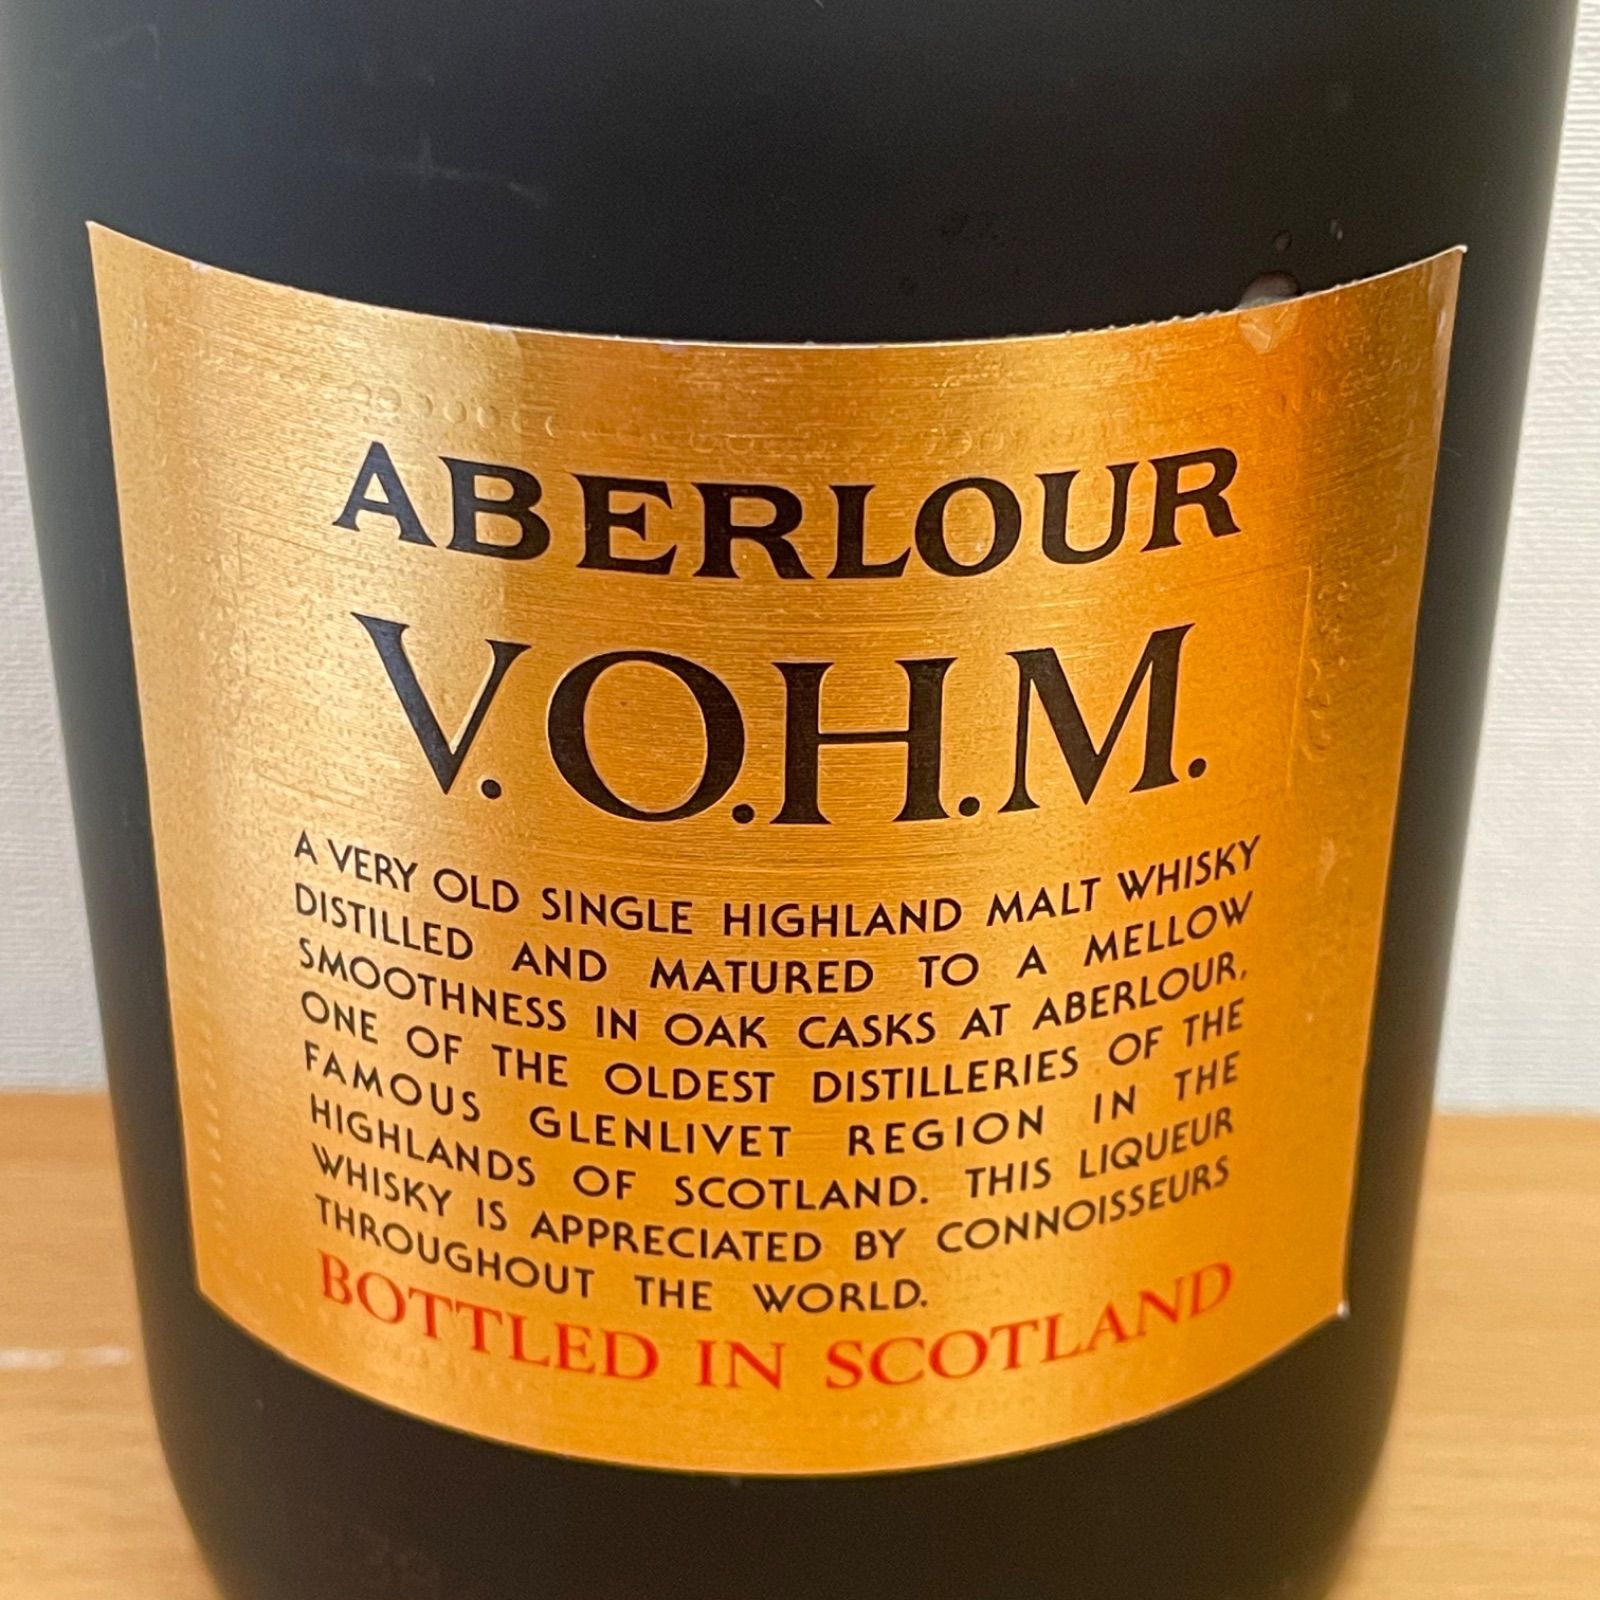 ABERLOUR
V.O.H.M.
A VERY OLD SINGLE HIGHLAND MALT WHISKY
DISTILLED AND MATURED TO A MELLOW
SMOOTHNESS IN OAK CASKS AT ABERLOUR,
ONE OF THE OLDEST DISTILLERIES OF THE
FAMOUS GLENLIVET REGION IN THE
HIGHLANDS OF SCOTLAND. THIS LIQUEUR
WHISKY IS APPRECIATED BY CONNOISSEURS
THROUGHOUT THE WORLD.
BOTTLED IN SCOTLAND